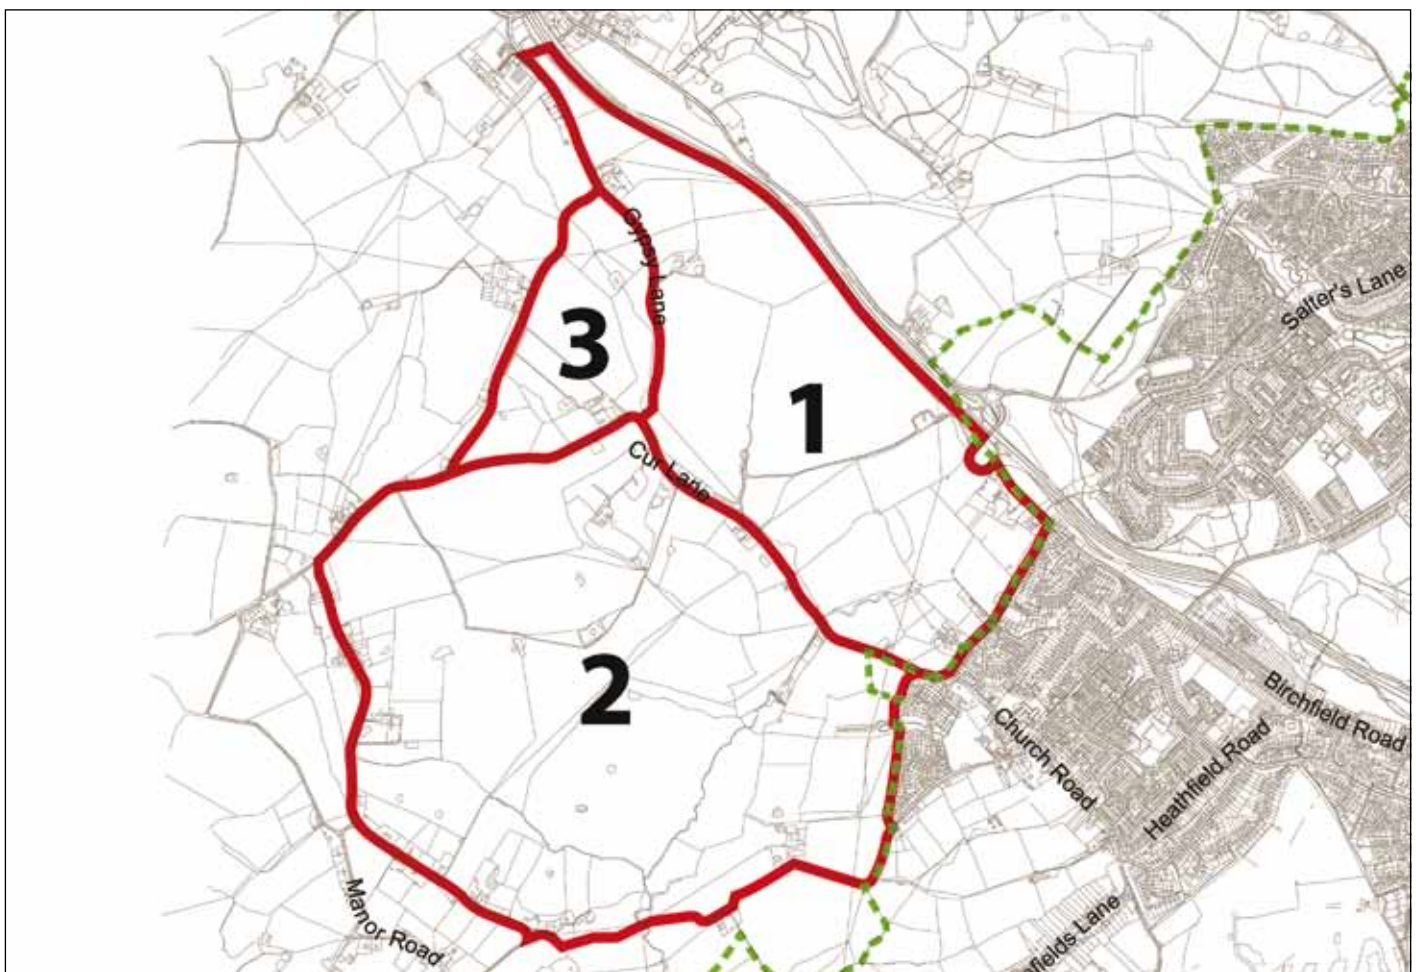 Gypsy Lane
Salter's Lane
3
1
Cur Lane
2
Birchfield Road
Church Road
Heathfield Road
Manor Road
fields Lane